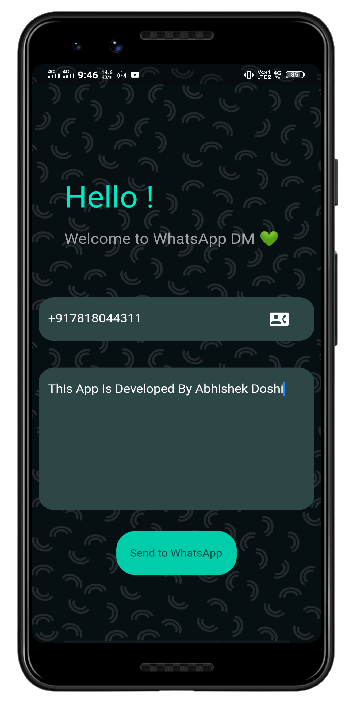 9:46
Hello !
Welcome to WhatsApp DM 💚
+917818044311
This App Is Developed By Abhishek Doshi
Send to WhatsApp